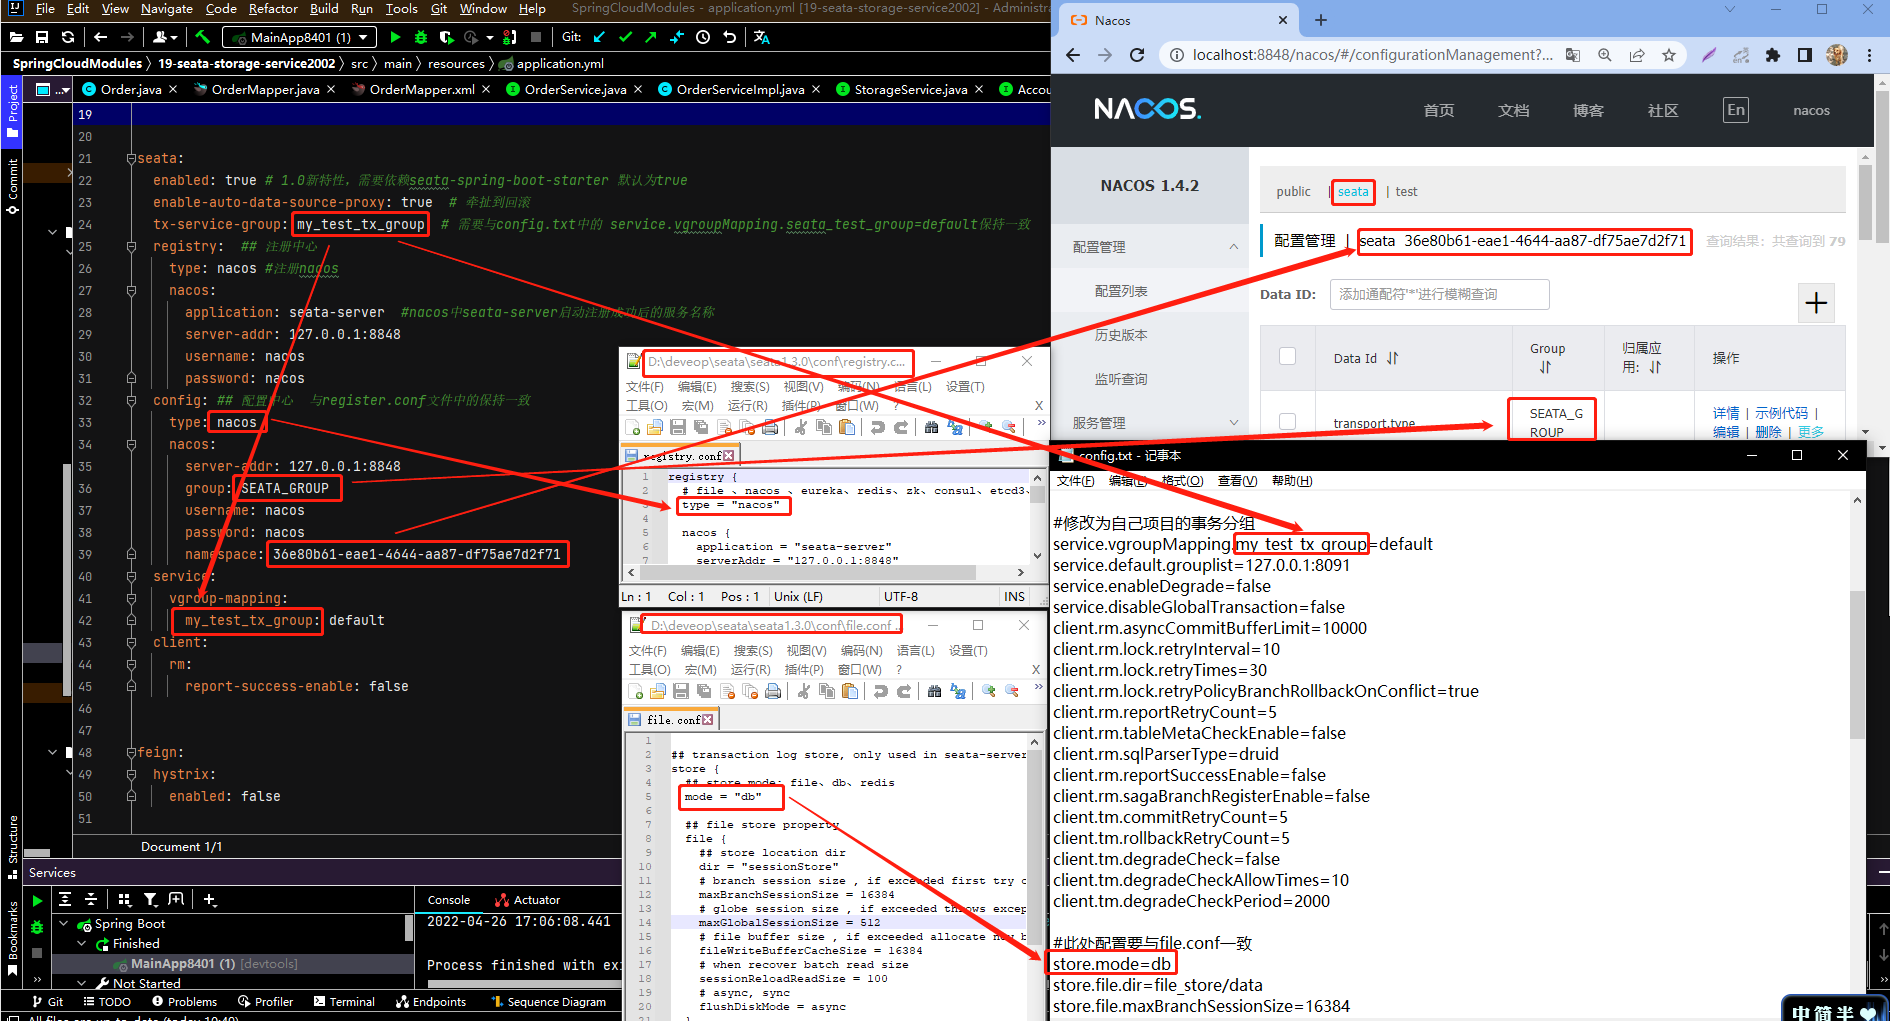 File Edit View Navigate Code Refactor Build Run Tools Git Window Help SpringCloudModules - application.yml [19-seata-storage-service2002] - Administra
MainApp8401 (1) Git:
SpringCloudModules 19-seata-storage-service2002 src main resources application.yml
Order.java OrderMapper.java OrderMapper.xml OrderService.java OrderServiceImpl.java StorageService.java Accou
Project
Commit
Structure
Bookmarks
19
20
21 seata:
22 enabled: true # 1.0新特性，需要依赖seata-spring-boot-starter 默认为true
23 enable-auto-data-source-proxy: true # 牵扯到回滚
24 tx-service-group: my_test_tx_group # 需要与config.txt中的 service.vgroupMapping.seata_test_group=default保持一致
25 registry: ## 注册中心
26 type: nacos #注册nacos
27 nacos:
28 application: seata-server #nacos中seata-server启动注册成功后的服务名称
29 server-addr: 127.0.0.1:8848
30 username: nacos
31 password: nacos
32 config: ## 配置中心 与register.conf文件中的保持一致
33 type: nacos
34 nacos:
35 server-addr: 127.0.0.1:8848
36 group: SEATA_GROUP
37 username: nacos
38 password: nacos
39 namespace: 36e80b61-eae1-4644-aa87-df75ae7d2f71
40 service:
41 vgroup-mapping:
42 my_test_tx_group: default
43 client:
44 rm:
45 report-success-enable: false
46
47
48 feign:
49 hystrix:
50 enabled: false
51
Document 1/1
Services
Console Actuator
Spring Boot
Finished
MainApp8401 (1) [devtools]
Not Started
2022-04-26 17:06:08.441
Process finished with exi
Git TODO Problems Profiler Terminal Endpoints Sequence Diagram
D:\deveop\seata\seata1.3.0\conf\registry.c...
文件(F) 编辑(E) 搜索(S) 视图(V) 编码(N) 语言(L) 设置(T)
工具(O) 宏(M) 运行(R) 插件(P) 窗口(W) ? X
registry.conf
1 registry {
2 # file 、nacos 、eureka、redis、zk、consul、etcd3、
3 type = "nacos"
4
5 nacos {
6 application = "seata-server"
7 serverAddr = "127.0.0.1:8848"
Ln : 1 Col : 1 Pos : 1 Unix (LF) UTF-8 INS
D:\deveop\seata\seata1.3.0\conf\file.conf ..
文件(F) 编辑(E) 搜索(S) 视图(V) 编码(N) 语言(L) 设置(T)
工具(O) 宏(M) 运行(R) 插件(P) 窗口(W) ? X
file.conf
1
2 ## transaction log store, only used in seata-server
3 store {
4 ## store mode: file、db、redis
5 mode = "db"
6
7 ## file store property
8 file {
9 ## store location dir
10 dir = "sessionStore"
11 # branch session size , if exceeded first try c
12 maxBranchSessionSize = 16384
13 # globe session size , if exceeded throws excep
14 maxGlobalSessionSize = 512
15 # file buffer size , if exceeded allocate new b
16 fileWriteBufferCacheSize = 16384
17 # when recover batch read size
18 sessionReloadReadSize = 100
19 # async, sync
20 flushDiskMode = async
21 }
Nacos
localhost:8848/nacos/#/configurationManagement?...
NACOS. 首页 文档 博客 社区 En nacos
NACOS 1.4.2
配置管理
配置列表
历史版本
监听查询
服务管理
public | seata | test
配置管理 | seata 36e80b61-eae1-4644-aa87-df75ae7d2f71 查询结果：共查询到 79
Data ID: 添加通配符'*'进行模糊查询
Data Id Group 归属应用: 操作
transport.type SEATA_GROUP 详情 | 示例代码 |
编辑 | 删除 | 更多
config.txt - 记事本
文件(F) 编辑(E) 格式(O) 查看(V) 帮助(H)
#修改为自己项目的事务分组
service.vgroupMapping.my_test_tx_group=default
service.default.grouplist=127.0.0.1:8091
service.enableDegrade=false
service.disableGlobalTransaction=false
client.rm.asyncCommitBufferLimit=10000
client.rm.lock.retryInterval=10
client.rm.lock.retryTimes=30
client.rm.lock.retryPolicyBranchRollbackOnConflict=true
client.rm.reportRetryCount=5
client.rm.tableMetaCheckEnable=false
client.rm.sqlParserType=druid
client.rm.reportSuccessEnable=false
client.rm.sagaBranchRegisterEnable=false
client.tm.commitRetryCount=5
client.tm.rollbackRetryCount=5
client.tm.degradeCheck=false
client.tm.degradeCheckAllowTimes=10
client.tm.degradeCheckPeriod=2000
#此处配置要与file.conf一致
store.mode=db
store.file.dir=file_store/data
store.file.maxBranchSessionSize=16384
中简半